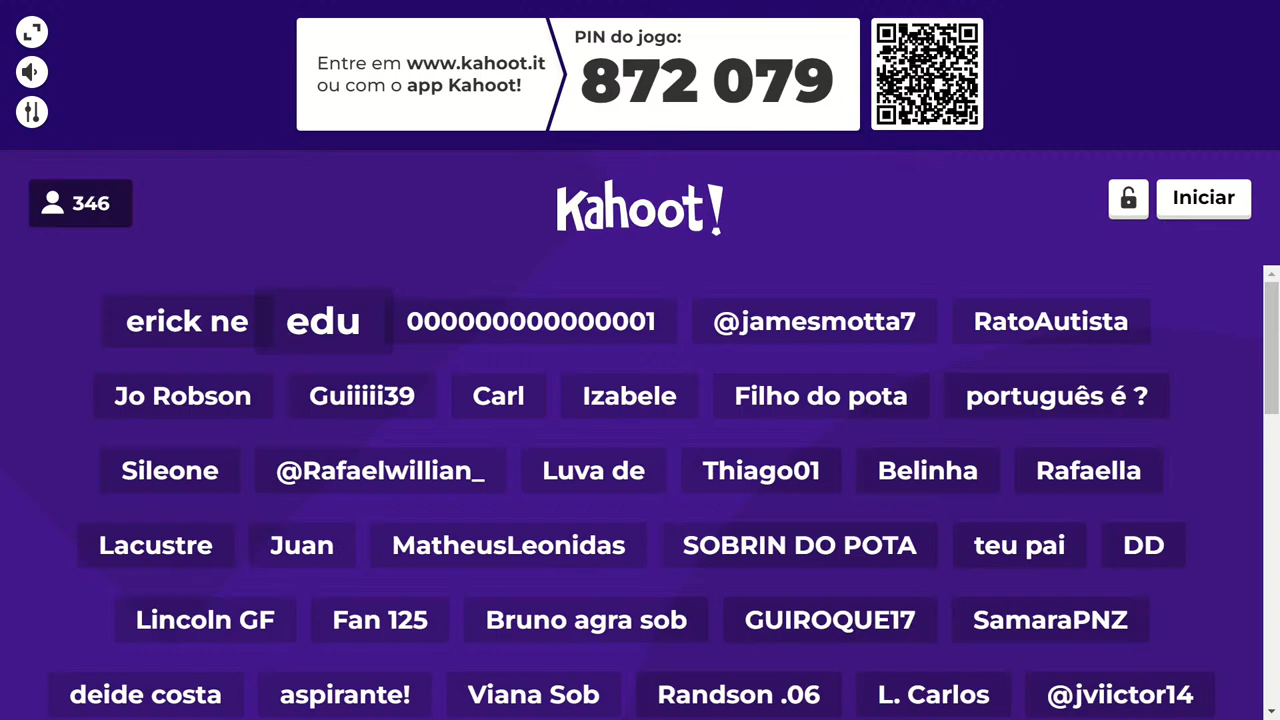 Entre em www.kahoot.it
ou com o app Kahoot!
PIN do jogo:
872 079
346
Kahoot!
Iniciar
erick ne
edu
000000000000001
@jamesmotta7
RatoAutista
Jo Robson
Guiiiii39
Carl
Izabele
Filho do pota
português é ?
Sileone
@Rafaelwillian_
Luva de
Thiago01
Belinha
Rafaella
Lacustre
Juan
MatheusLeonidas
SOBRIN DO POTA
teu pai
DD
Lincoln GF
Fan 125
Bruno agra sob
GUIROQUE17
SamaraPNZ
deide costa
aspirante!
Viana Sob
Randson .06
L. Carlos
@jviictor14